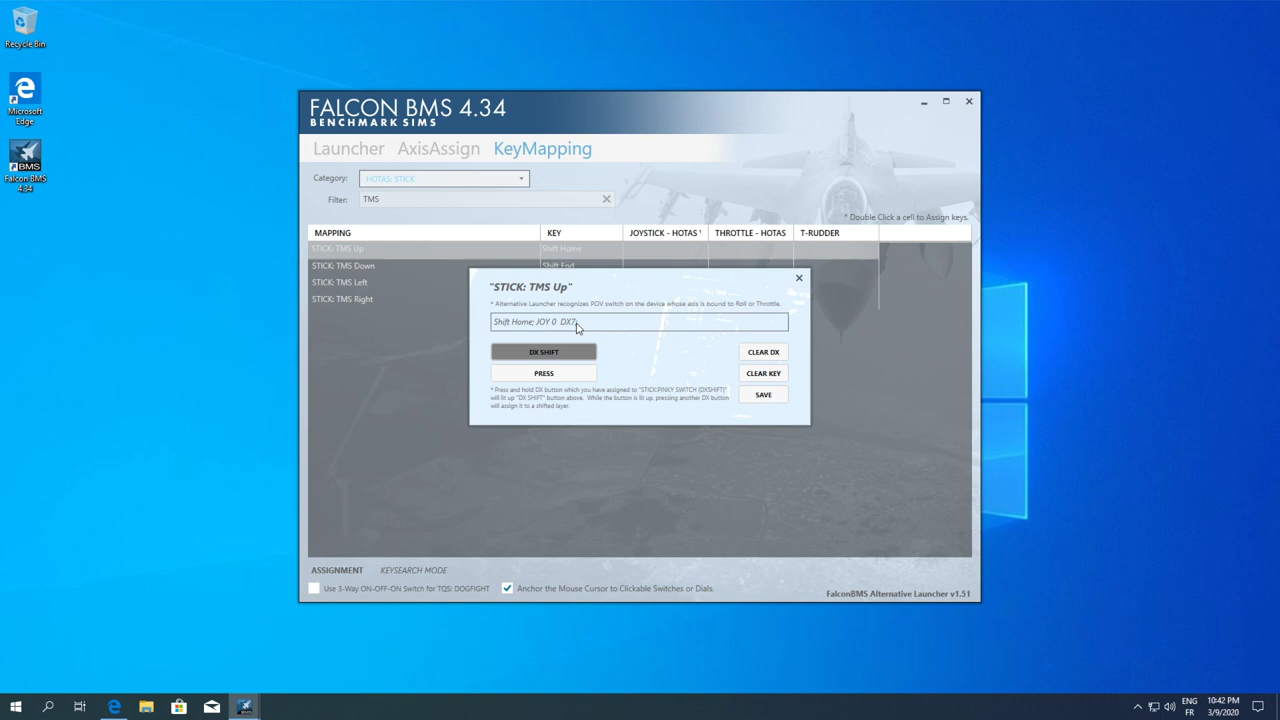 Recycle Bin
Microsoft
Edge
BMS
Falcon BMS
4.34
FALCON BMS 4.34
BENCHMARK SIMS
Launcher AxisAssign KeyMapping
Category: HOTAS: STICK
Filter: TMS
* Double Click a cell to Assign keys.
MAPPING KEY JOYSTICK - HOTAS THROTTLE - HOTAS T-RUDDER
STICK: TMS Up Shift Home
STICK: TMS Down Shift End
STICK: TMS Left
STICK: TMS Right
"STICK: TMS Up"
* Alternative Launcher recognizes POV switch on the device whose axis is bound to Roll or Throttle.
Shift Home; JOY 0 DX7;
DX SHIFT CLEAR DX
PRESS CLEAR KEY
* Press and hold DX button which you have assigned to "STICK:PINKY SWITCH (DXSHIFT)"
will lit up "DX SHIFT" button above. While the button is lit up, pressing another DX button
will assign it to a shifted layer.
SAVE
ASSIGNMENT KEYSEARCH MODE
Use 3-Way ON-OFF-ON Switch for TQS: DOGFIGHT Anchor the Mouse Cursor to Clickable Switches or Dials.
FalconBMS Alternative Launcher v1.51
ENG
FR
10:42 PM
3/9/2020